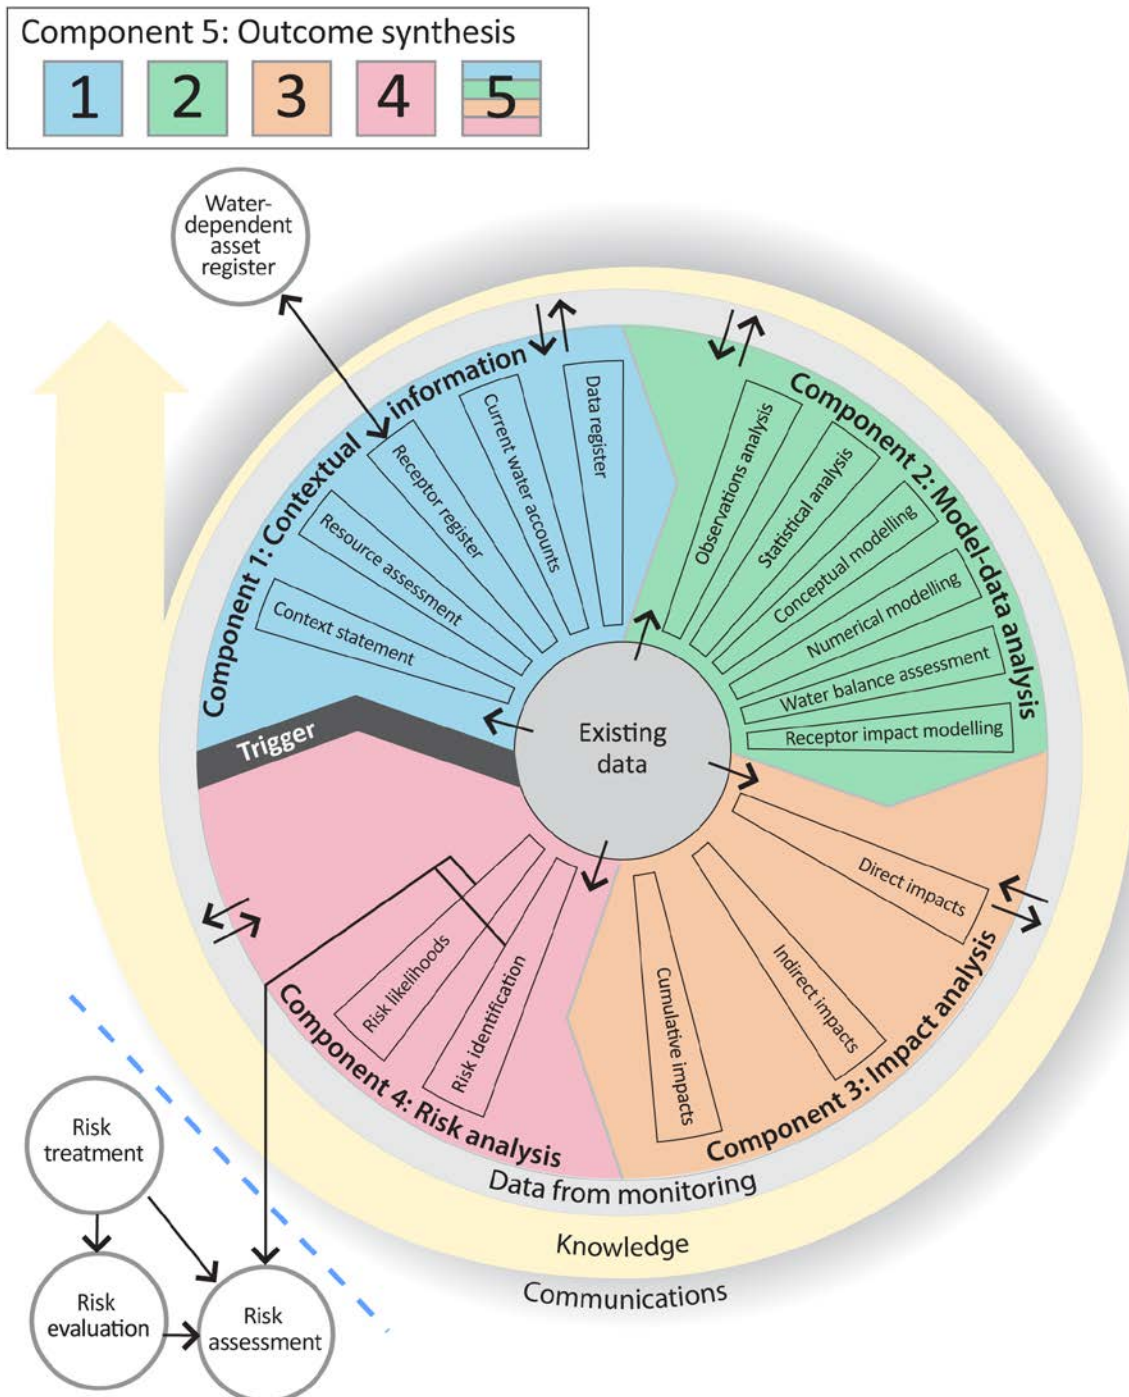 Component 5: Outcome synthesis
1 2 3 4 5
Water-
dependent
asset
register
Component 1: Contextual information
Context statement
Resource assessment
Receptor register
Current water accounts
Data register
Component 2: Model-data analysis
Observations analysis
Statistical analysis
Conceptual modelling
Numerical modelling
Water balance assessment
Receptor impact modelling
Trigger
Existing
data
Direct impacts
Indirect impacts
Cumulative impacts
Component 3: Impact analysis
Risk likelihoods
Risk identification
Component 4: Risk analysis
Data from monitoring
Knowledge
Communications
Risk
treatment
Risk
evaluation
Risk
assessment